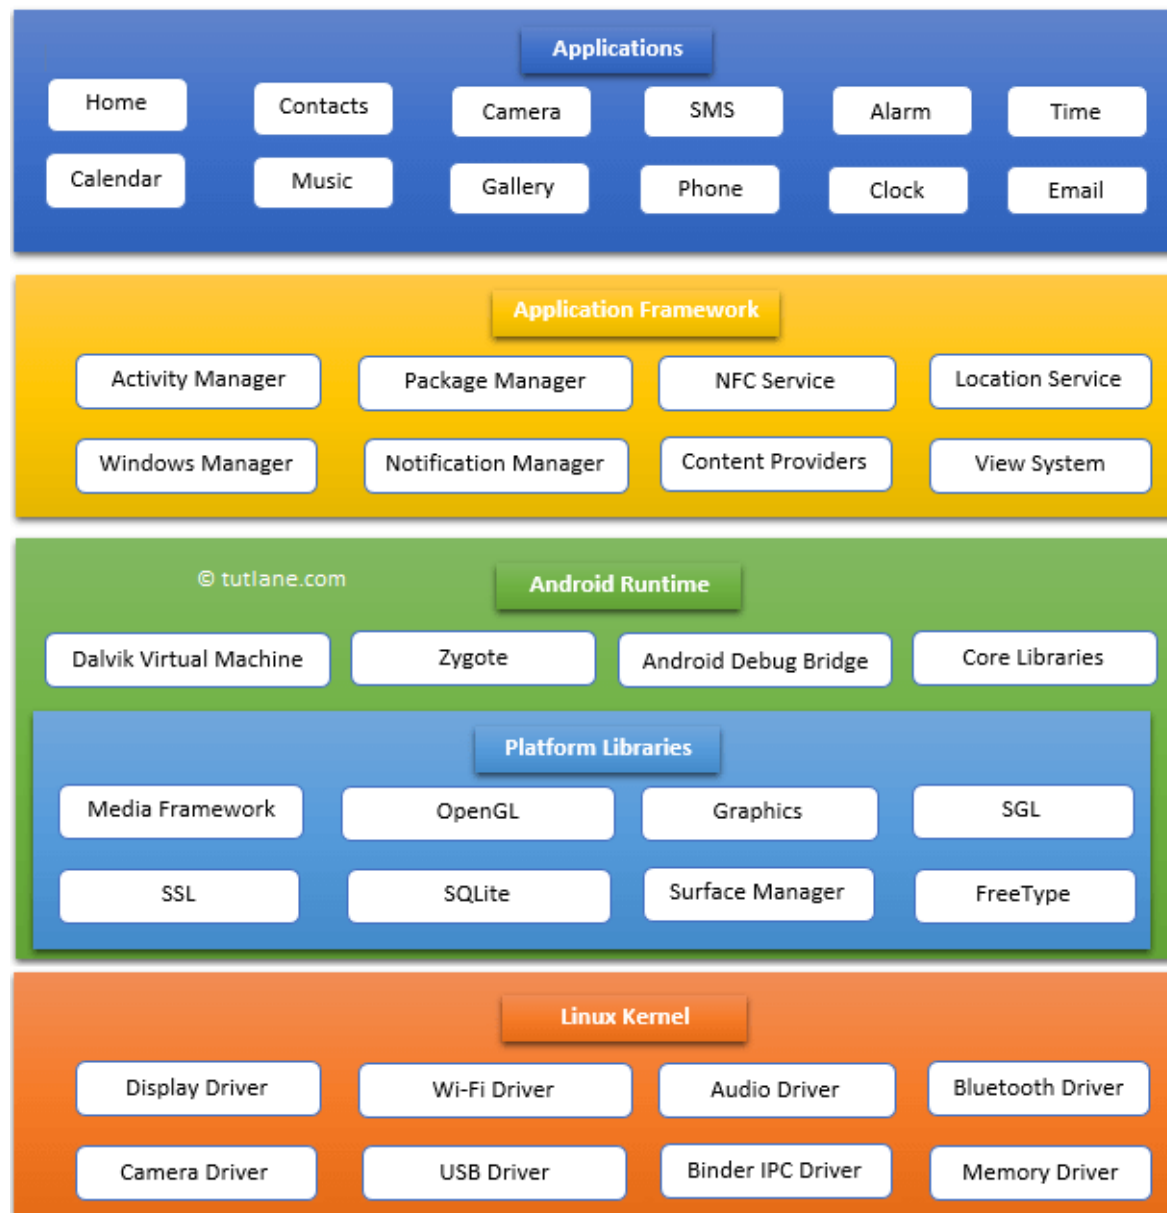 Applications
Home Contacts Camera SMS Alarm Time
Calendar Music Gallery Phone Clock Email
Application Framework
Activity Manager Package Manager NFC Service Location Service
Windows Manager Notification Manager Content Providers View System
© tutlane.com
Android Runtime
Dalvik Virtual Machine Zygote Android Debug Bridge Core Libraries
Platform Libraries
Media Framework OpenGL Graphics SGL
SSL SQLite Surface Manager FreeType
Linux Kernel
Display Driver Wi-Fi Driver Audio Driver Bluetooth Driver
Camera Driver USB Driver Binder IPC Driver Memory Driver